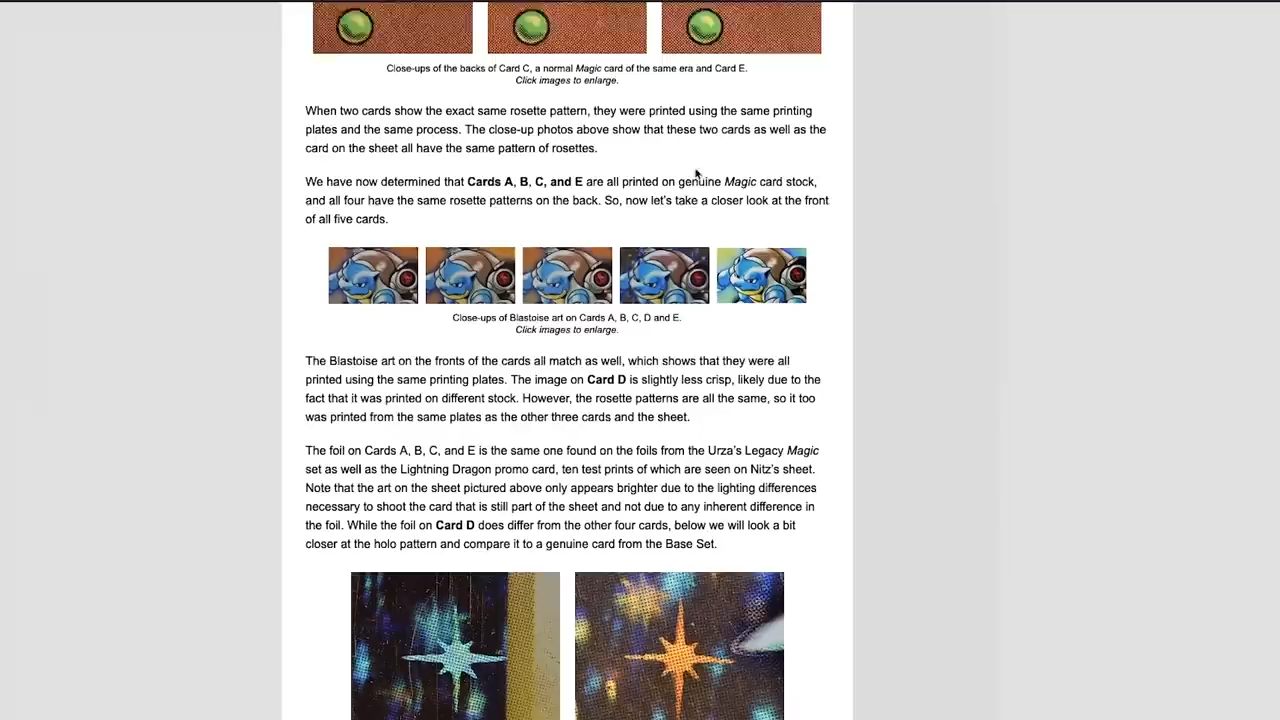 Close-ups of the backs of Card C, a normal Magic card of the same era and Card E.
Click images to enlarge.
When two cards show the exact same rosette pattern, they were printed using the same printing
plates and the same process. The close-up photos above show that these two cards as well as the
card on the sheet all have the same pattern of rosettes.
We have now determined that Cards A, B, C, and E are all printed on genuine Magic card stock,
and all four have the same rosette patterns on the back. So, now let's take a closer look at the front
of all five cards.
Close-ups of Blastoise art on Cards A, B, C, D and E.
Click images to enlarge.
The Blastoise art on the fronts of the cards all match as well, which shows that they were all
printed using the same printing plates. The image on Card D is slightly less crisp, likely due to the
fact that it was printed on different stock. However, the rosette patterns are all the same, so it too
was printed from the same plates as the other three cards and the sheet.
The foil on Cards A, B, C, and E is the same one found on the foils from the Urza's Legacy Magic
set as well as the Lightning Dragon promo card, ten test prints of which are seen on Nitz's sheet.
Note that the art on the sheet pictured above only appears brighter due to the lighting differences
necessary to shoot the card that is still part of the sheet and not due to any inherent difference in
the foil. While the foil on Card D does differ from the other four cards, below we will look a bit
closer at the holo pattern and compare it to a genuine card from the Base Set.